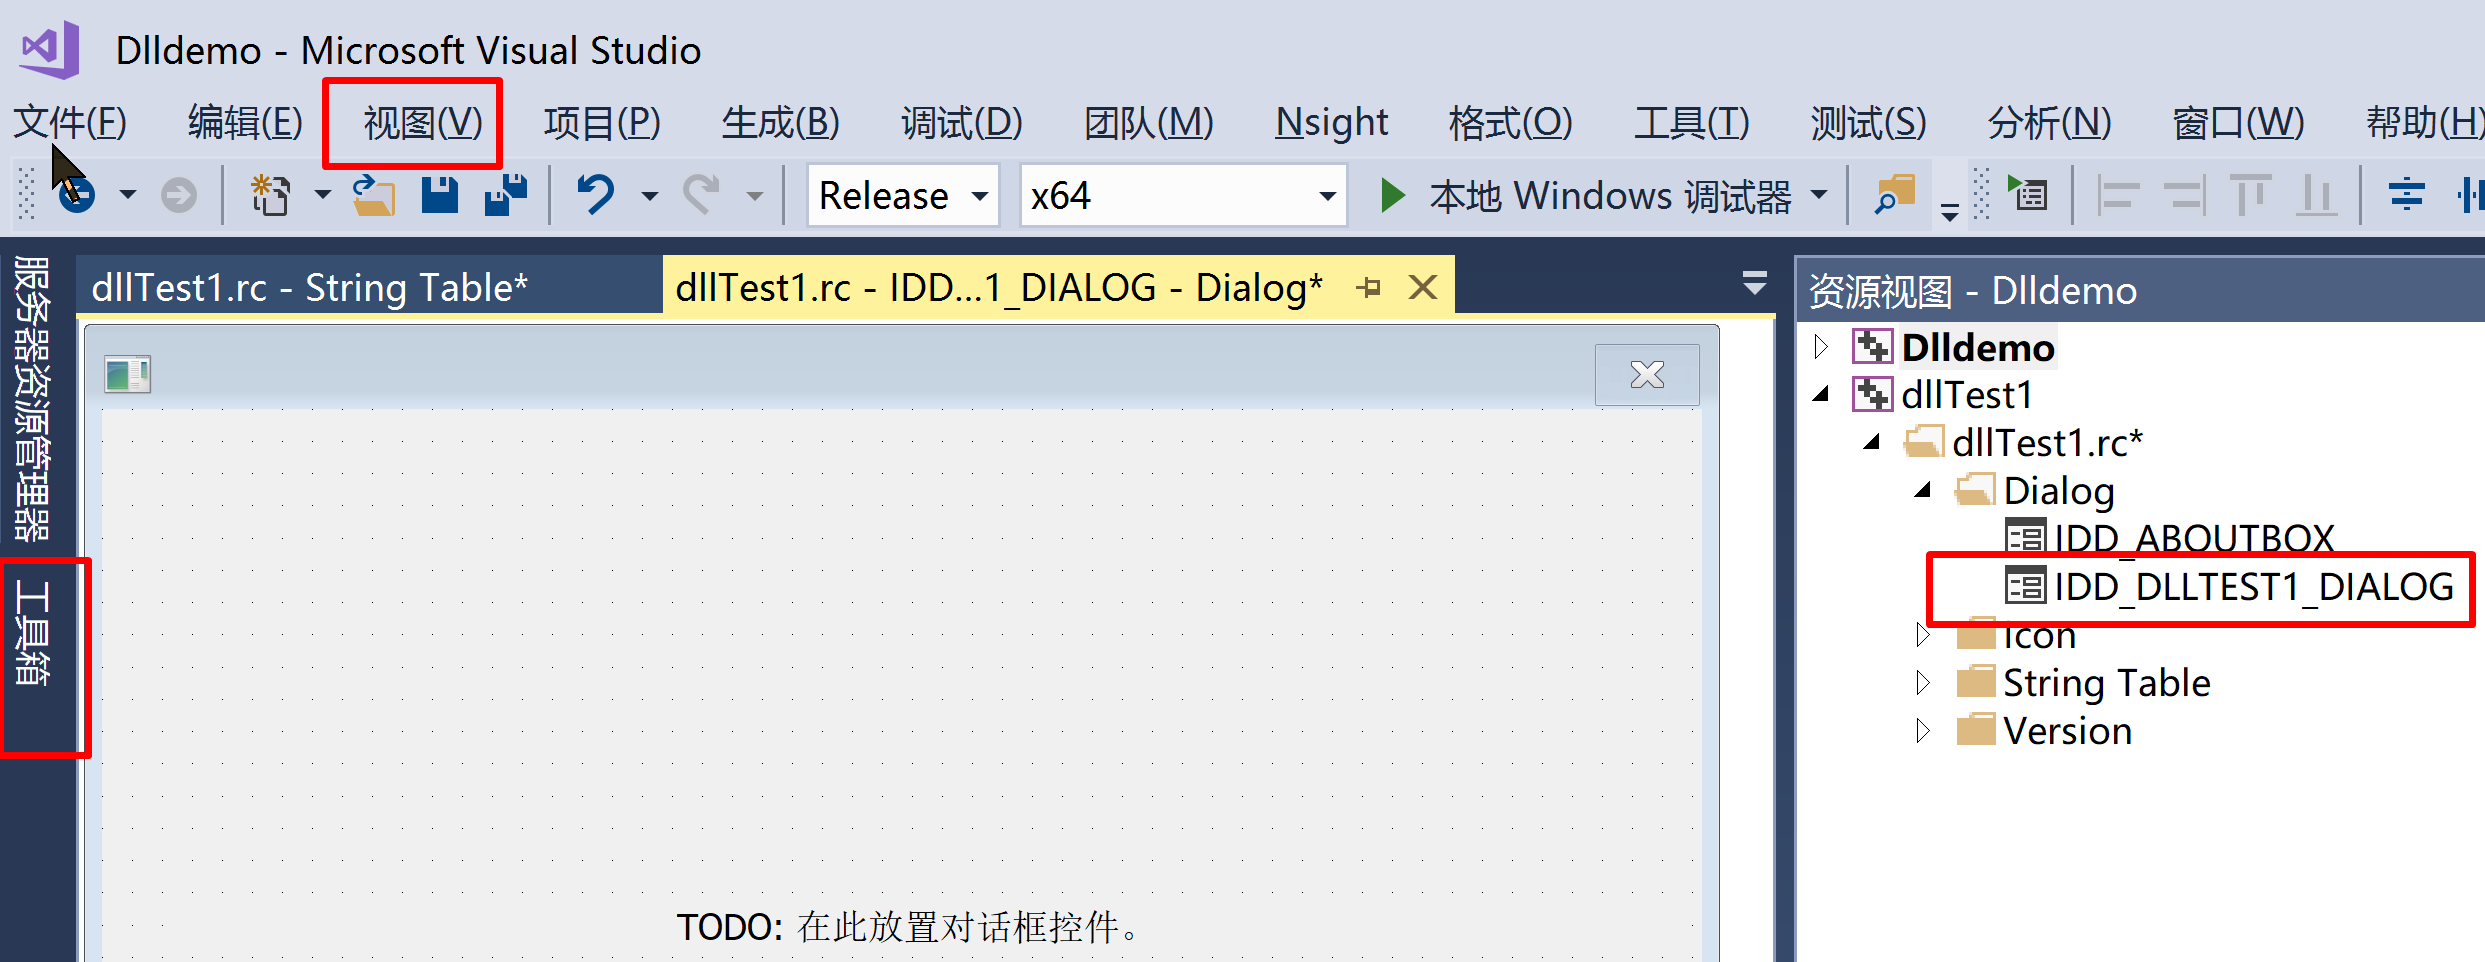 Dlldemo - Microsoft Visual Studio
文件(F) 编辑(E) 视图(V) 项目(P) 生成(B) 调试(D) 团队(M) Nsight 格式(O) 工具(T) 测试(S) 分析(N) 窗口(W) 帮助(H)
Release x64 本地 Windows 调试器
服务器资源管理器
工具箱
dllTest1.rc - String Table* dllTest1.rc - IDD...1_DIALOG - Dialog*
TODO: 在此放置对话框控件。
资源视图 - Dlldemo
Dlldemo
dllTest1
dllTest1.rc*
Dialog
IDD_ABOUTBOX
IDD_DLLTEST1_DIALOG
Icon
String Table
Version